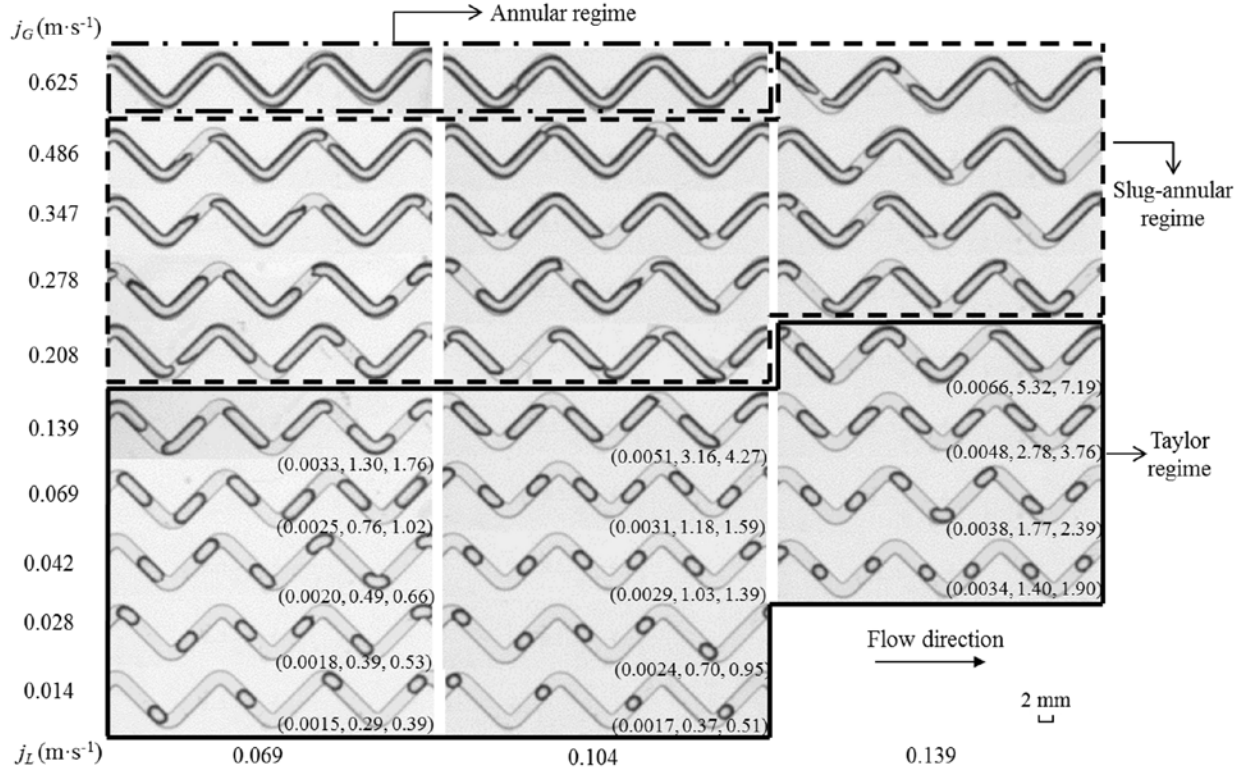 Annular regime
j_G (m·s⁻¹)
0.625
0.486
Slug-annular
regime
0.347
0.278
0.208
(0.0066, 5.32, 7.19)
0.139
(0.0033, 1.30, 1.76)
(0.0051, 3.16, 4.27)
(0.0048, 2.78, 3.76)
Taylor
regime
0.069
(0.0025, 0.76, 1.02)
(0.0031, 1.18, 1.59)
(0.0038, 1.77, 2.39)
0.042
(0.0020, 0.49, 0.66)
(0.0029, 1.03, 1.39)
(0.0034, 1.40, 1.90)
0.028
(0.0018, 0.39, 0.53)
(0.0024, 0.70, 0.95)
Flow direction
0.014
(0.0015, 0.29, 0.39)
(0.0017, 0.37, 0.51)
2 mm
j_L (m·s⁻¹)
0.069
0.104
0.139